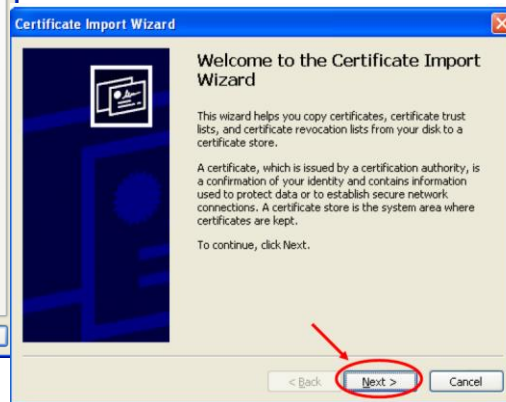 Certificate Import Wizard
Welcome to the Certificate Import
Wizard
This wizard helps you copy certificates, certificate trust
lists, and certificate revocation lists from your disk to a
certificate store.
A certificate, which is issued by a certification authority, is
a confirmation of your identity and contains information
used to protect data or to establish secure network
connections. A certificate store is the system area where
certificates are kept.
To continue, click Next.
< Back Next > Cancel